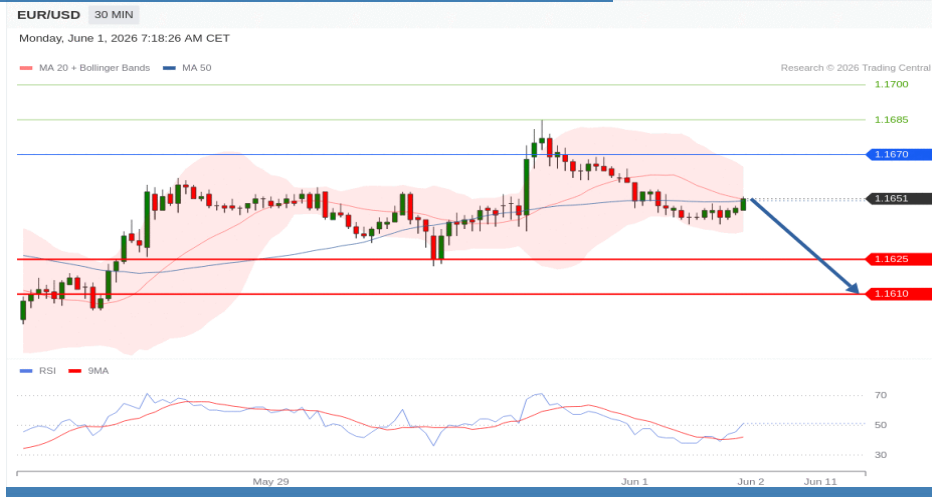 EUR/USD 30 MIN
Monday, June 1, 2026 7:18:26 AM CET
MA 20 + Bollinger Bands MA 50
Research © 2026 Trading Central
1.1700
1.1685
1.1670
1.1651
1.1625
1.1610
RSI 9MA
70
50
30
May 29 Jun 1 Jun 2 Jun 11